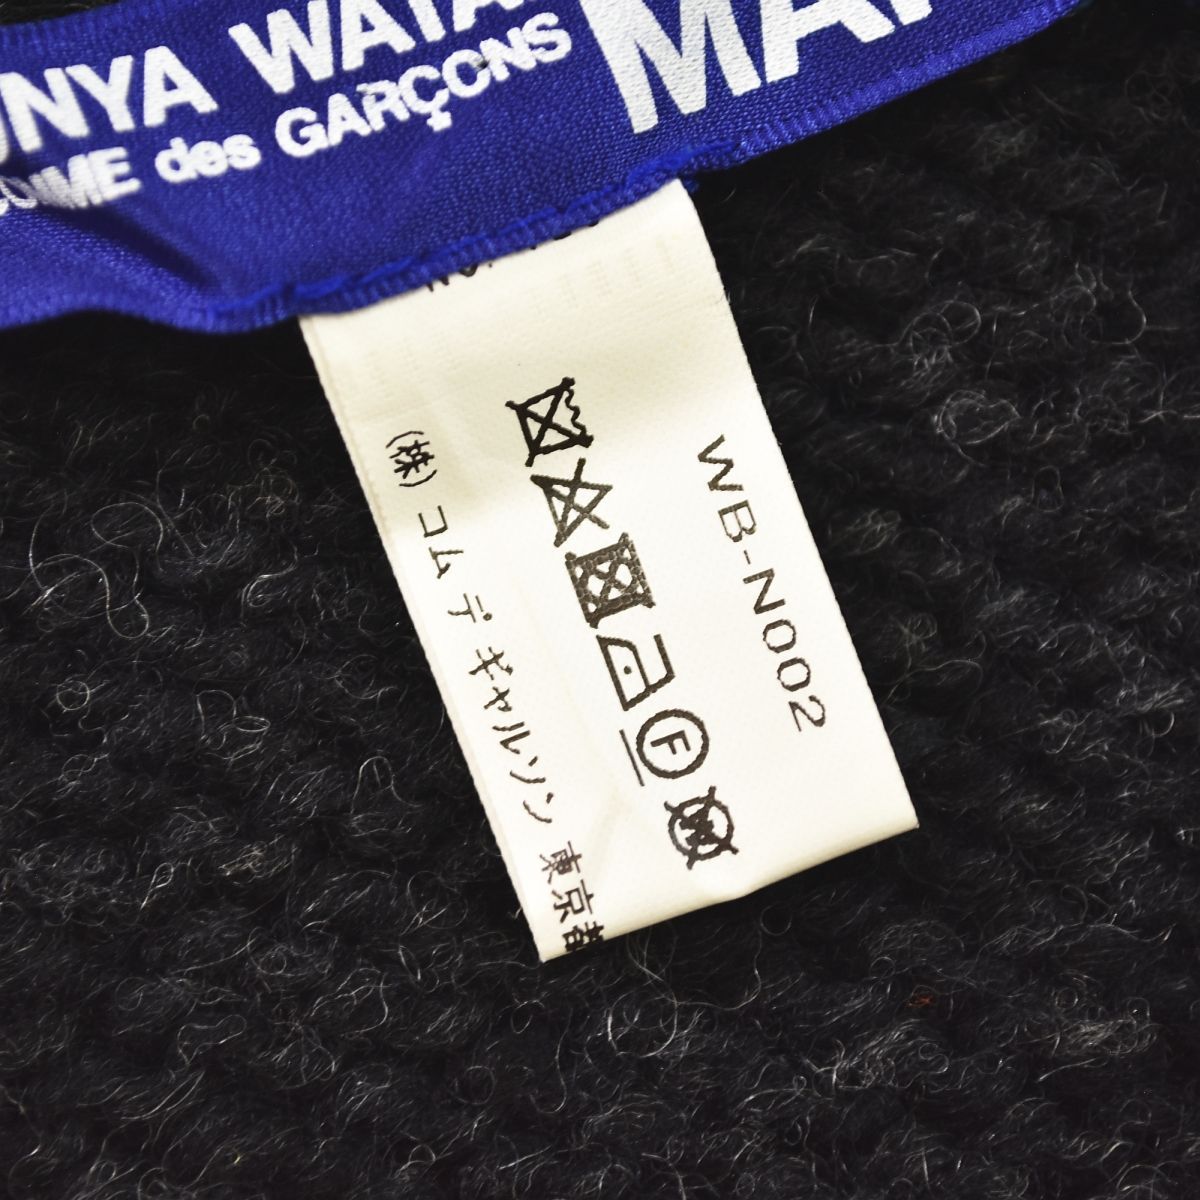 UNYA WATA MA
COMME des GARÇONS
WB-N002
F
W
(株) コム デ ギャルソン 東京都